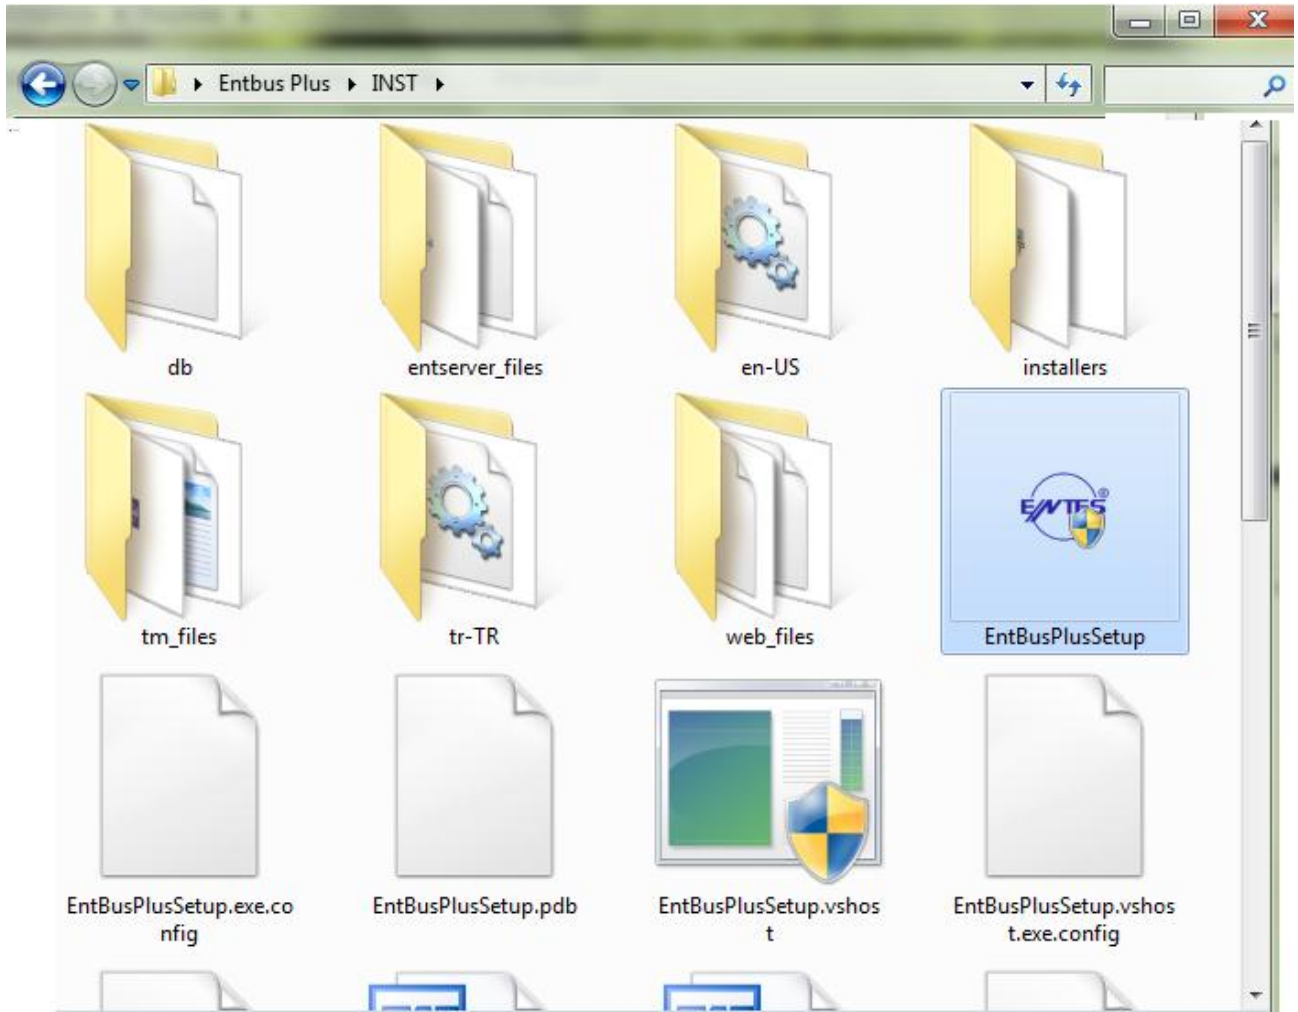 Entbus Plus INST
db
entserver_files
en-US
installers
tm_files
tr-TR
web_files
ENTES®
EntBusPlusSetup
EntBusPlusSetup.exe.co
nfig
EntBusPlusSetup.pdb
EntBusPlusSetup.vshos
t
EntBusPlusSetup.vshos
t.exe.config